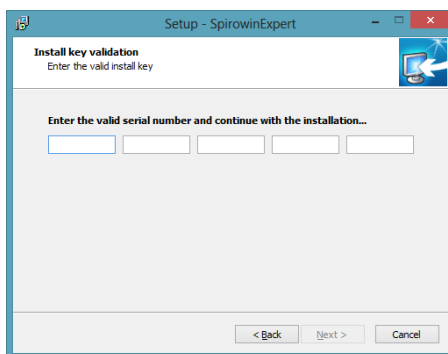 Setup - SpirowinExpert
Install key validation
Enter the valid install key
Enter the valid serial number and continue with the installation...
< Back
Next >
Cancel